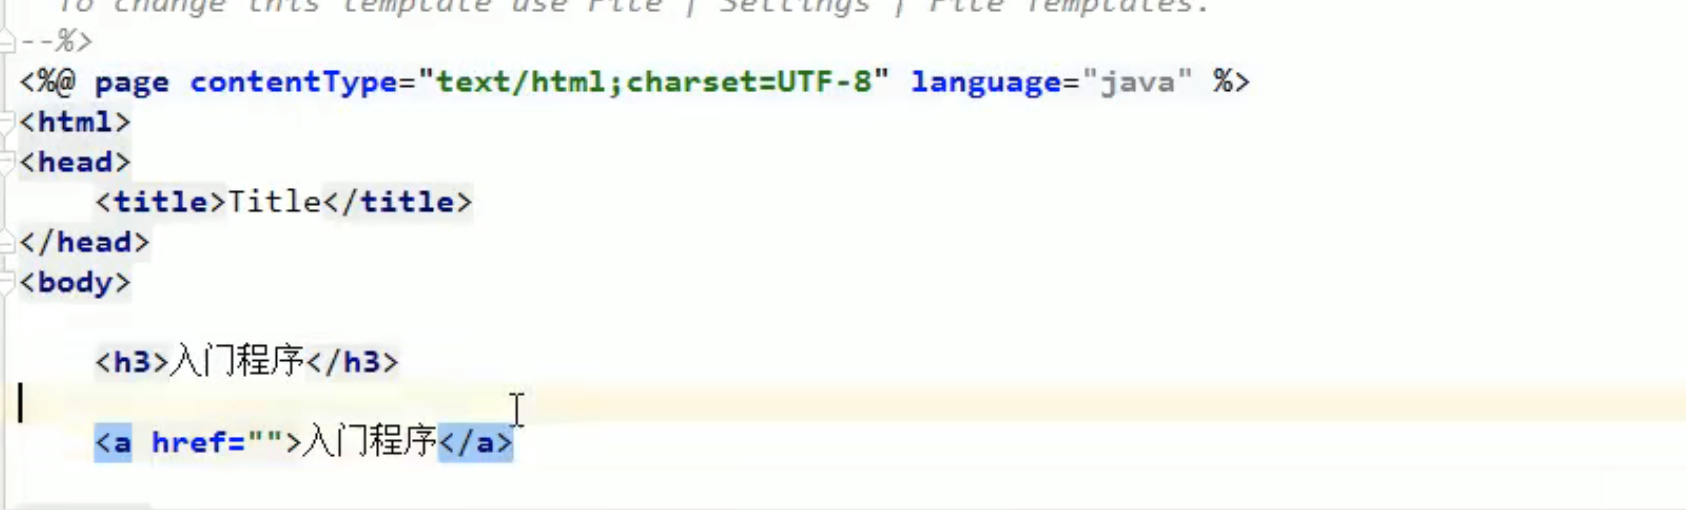 To change this template use File | Settings | File Templates.
--%>
<%@ page contentType="text/html;charset=UTF-8" language="java" %>
<html>
<head>
<title>Title</title>
</head>
<body>
<h3>入门程序</h3>
<a href="">入门程序</a>